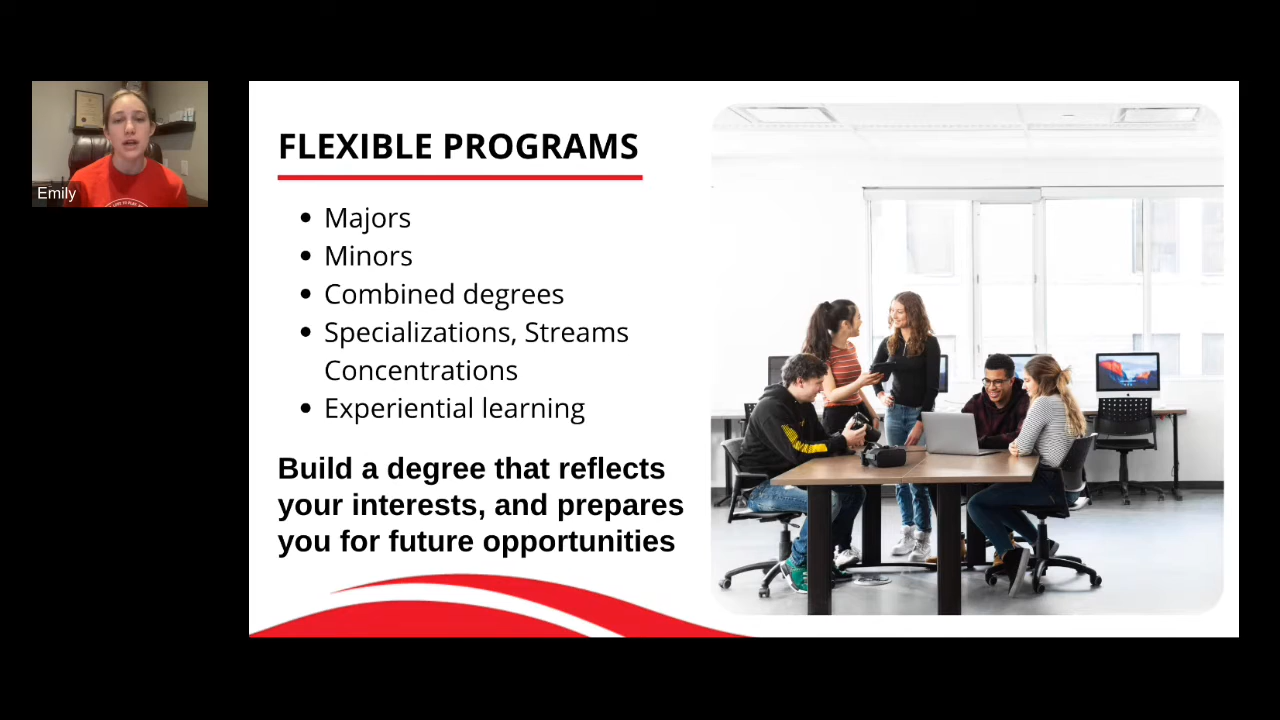 Emily
FLEXIBLE PROGRAMS
Majors
Minors
Combined degrees
Specializations, Streams
Concentrations
Experiential learning
Build a degree that reflects
your interests, and prepares
you for future opportunities